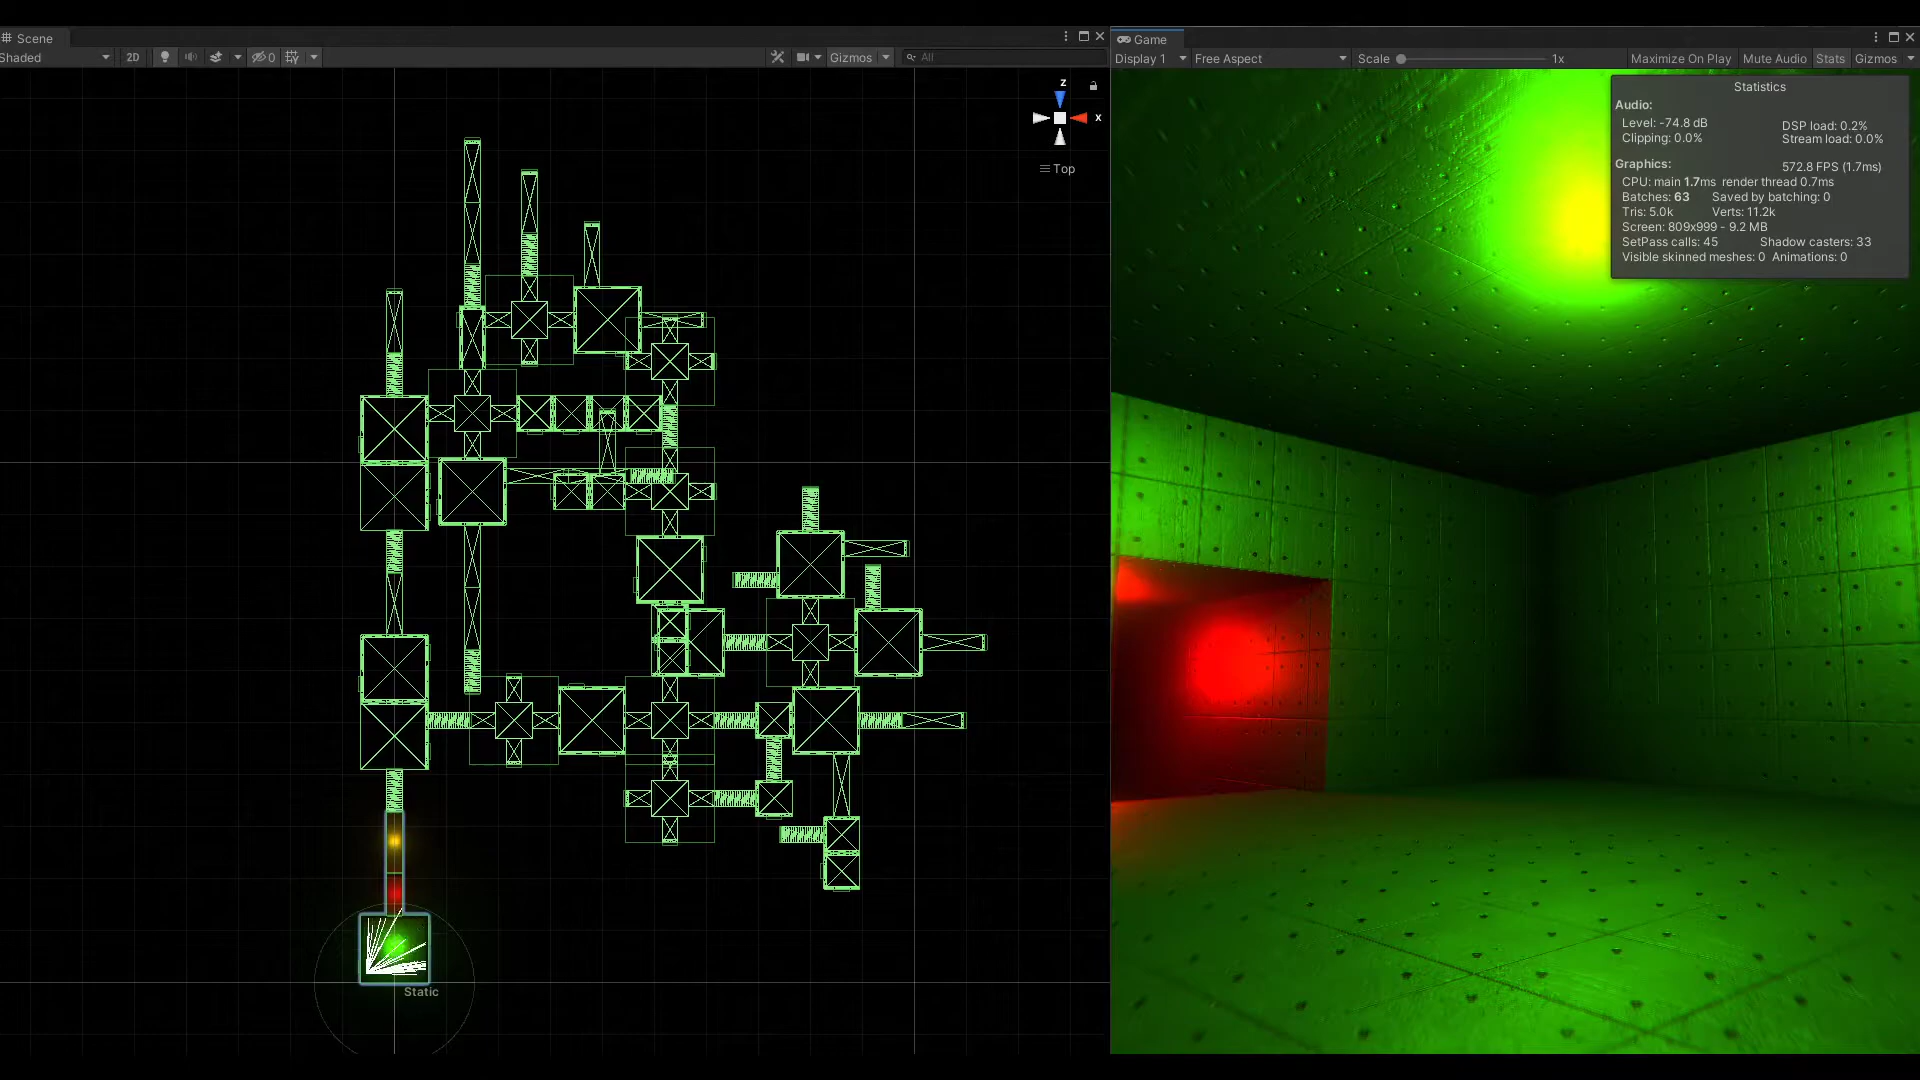 Scene
Shaded 2D 0 Gizmos All
z
x
Top
Static
Game
Display 1 Free Aspect Scale 1x Maximize On Play Mute Audio Stats Gizmos
Statistics
Audio:
Level: -74.8 dB DSP load: 0.2%
Clipping: 0.0% Stream load: 0.0%
Graphics: 572.8 FPS (1.7ms)
CPU: main 1.7ms render thread 0.7ms
Batches: 63 Saved by batching: 0
Tris: 5.0k Verts: 11.2k
Screen: 809x999 - 9.2 MB
SetPass calls: 45 Shadow casters: 33
Visible skinned meshes: 0 Animations: 0